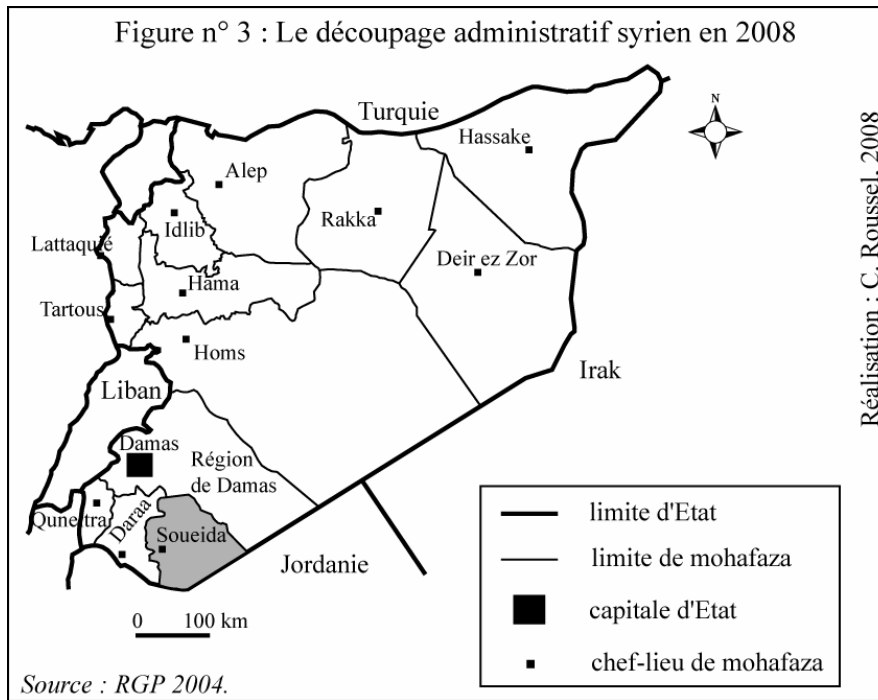 Figure n° 3 : Le découpage administratif syrien en 2008
Turquie
N
Hassake
Alep
Rakka
Idlib
Lattaquié
Deir ez Zor
Hama
Tartous
Homs
Irak
Liban
Damas
Région
de Damas
Quneitra
Daraa
Soueida
Jordanie
0 100 km
limite d'Etat
limite de mohafaza
capitale d'Etat
chef-lieu de mohafaza
Source : RGP 2004.
Réalisation : C. Roussel, 2008